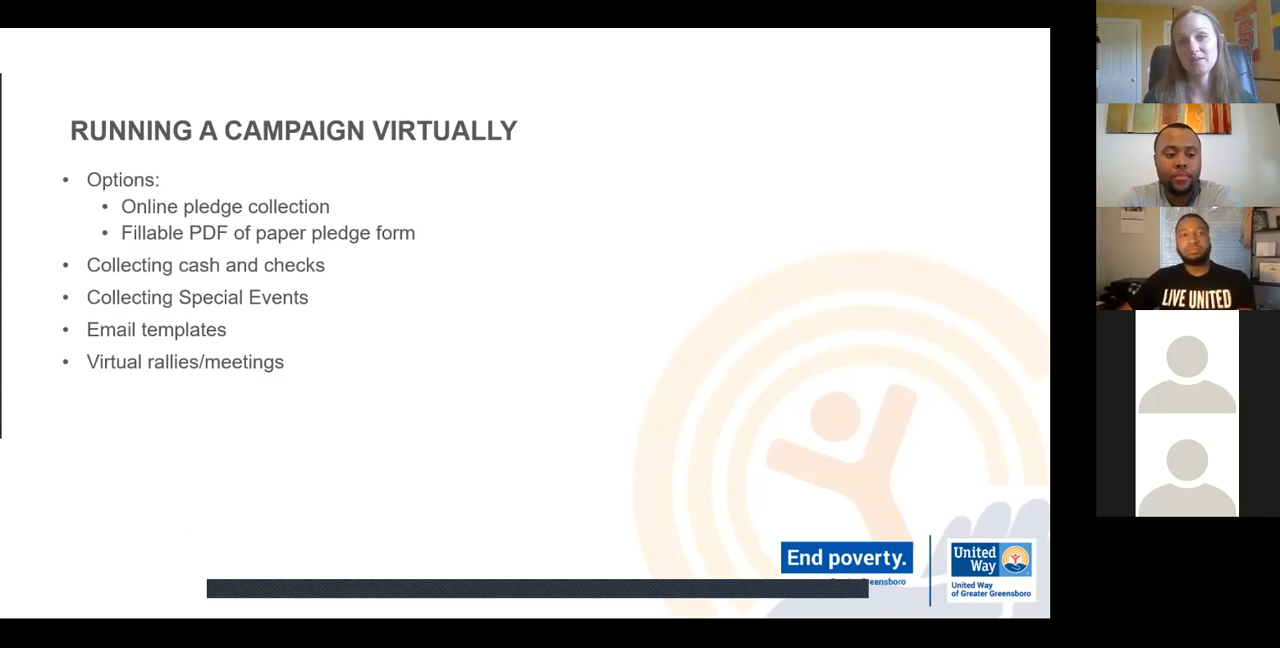 RUNNING A CAMPAIGN VIRTUALLY
• Options:
• Online pledge collection
• Fillable PDF of paper pledge form
• Collecting cash and checks
• Collecting Special Events
• Email templates
• Virtual rallies/meetings
LIVE UNITED
End poverty.
United
Way
United Way
of Greater Greensboro